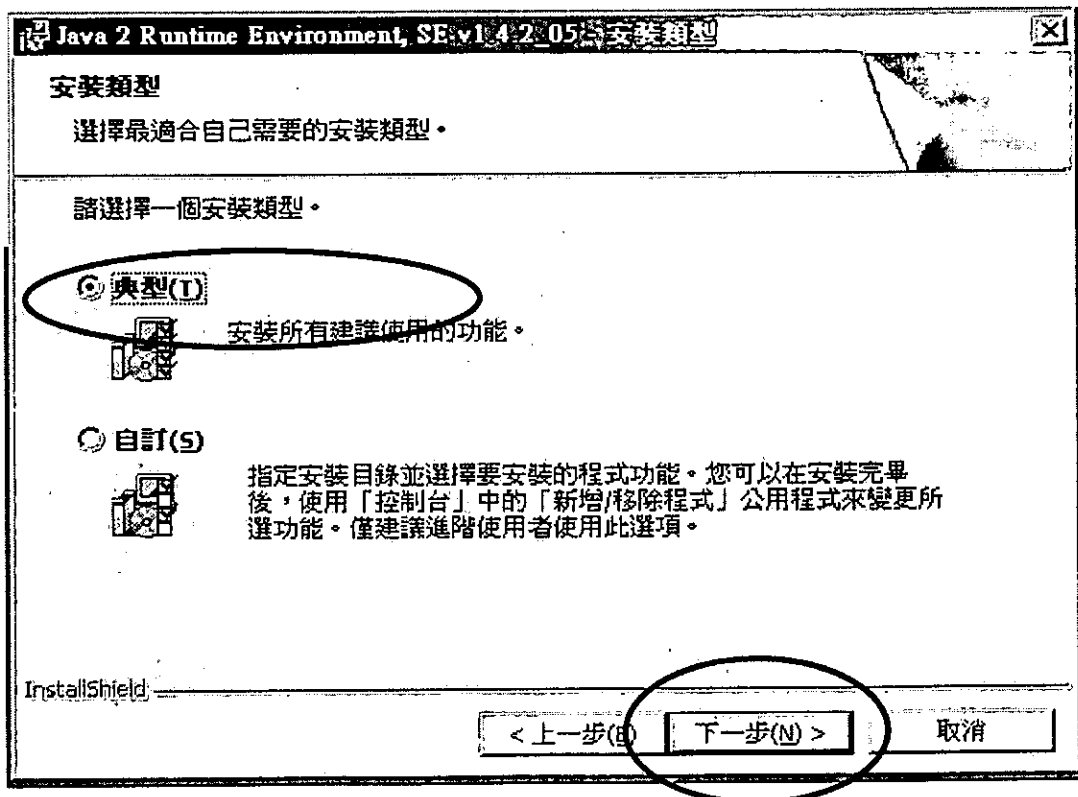 Java 2 Runtime Environment, SE v1.4.2_05 - 安裝類型
安裝類型
選擇最適合自己需要的安裝類型。
請選擇一個安裝類型。
典型(T)
安裝所有建議使用的功能。
自訂(S)
指定安裝目錄並選擇要安裝的程式功能。您可以在安裝完畢
後，使用「控制台」中的「新增/移除程式」公用程式來變更所
選功能。僅建議進階使用者使用此選項。
InstallShield
< 上一步(B) 下一步(N) > 取消